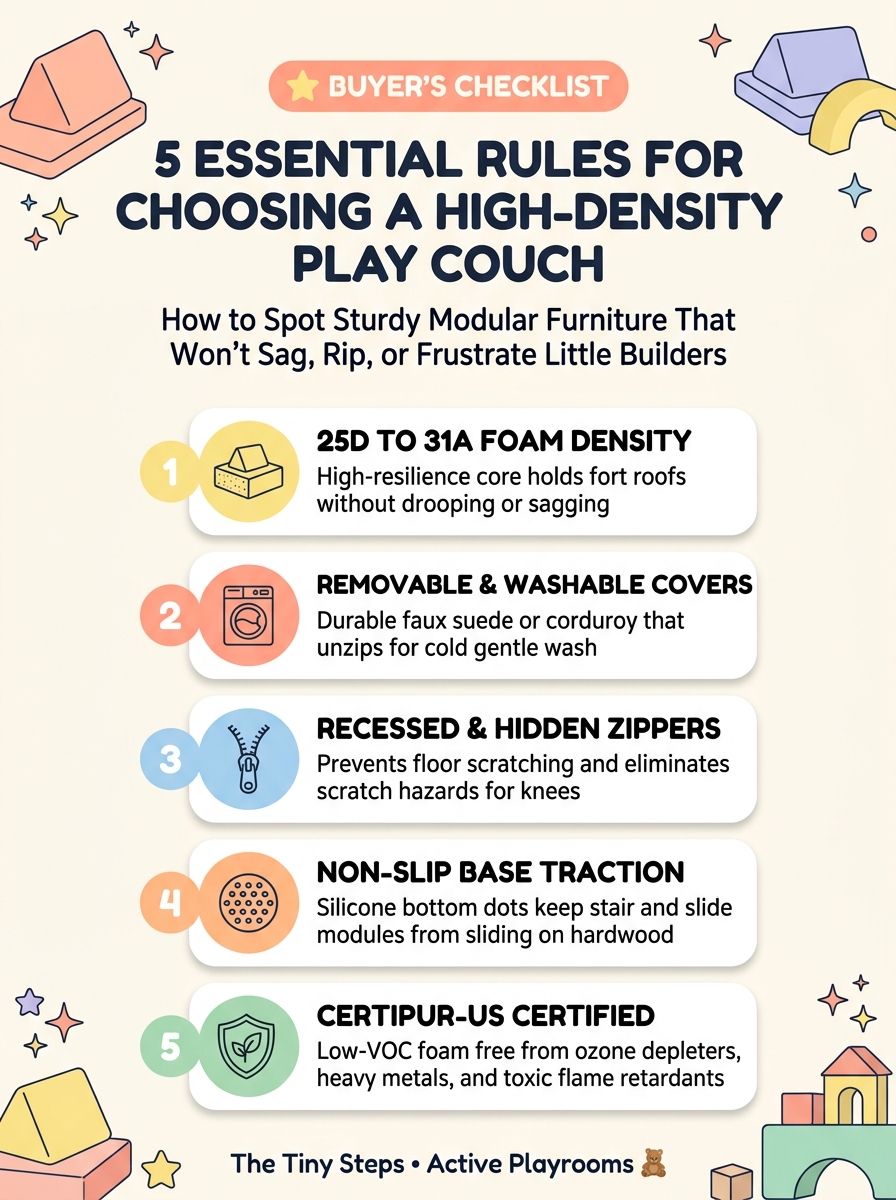 BUYER'S CHECKLIST
5 ESSENTIAL RULES FOR
CHOOSING A HIGH-DENSITY
PLAY COUCH
How to Spot Sturdy Modular Furniture That
Won't Sag, Rip, or Frustrate Little Builders
1
25D TO 31A FOAM DENSITY
High-resilience core holds fort roofs
without drooping or sagging
2
REMOVABLE & WASHABLE COVERS
Durable faux suede or corduroy that
unzips for cold gentle wash
3
RECESSED & HIDDEN ZIPPERS
Prevents floor scratching and eliminates
scratch hazards for knees
4
NON-SLIP BASE TRACTION
Silicone bottom dots keep stair and slide
modules from sliding on hardwood
5
CERTIPUR-US CERTIFIED
Low-VOC foam free from ozone depleters,
heavy metals, and toxic flame retardants
The Tiny Steps • Active Playrooms